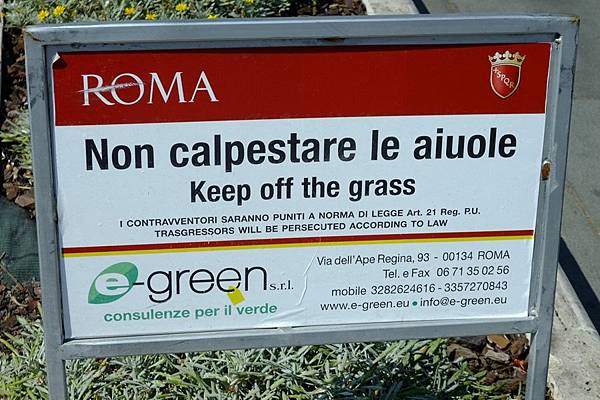 ROMA
SPQR
Non calpestare le aiuole
Keep off the grass
I CONTRAVVENTORI SARANNO PUNITI A NORMA DI LEGGE Art. 21 Reg. P.U.
TRASGRESSORS WILL BE PERSECUTED ACCORDING TO LAW
e-green s.r.l.
consulenze per il verde
Via dell'Ape Regina, 93 - 00134 ROMA
Tel. e Fax 06 71 35 02 56
mobile 3282624616 - 3357270843
www.e-green.eu • info@e-green.eu